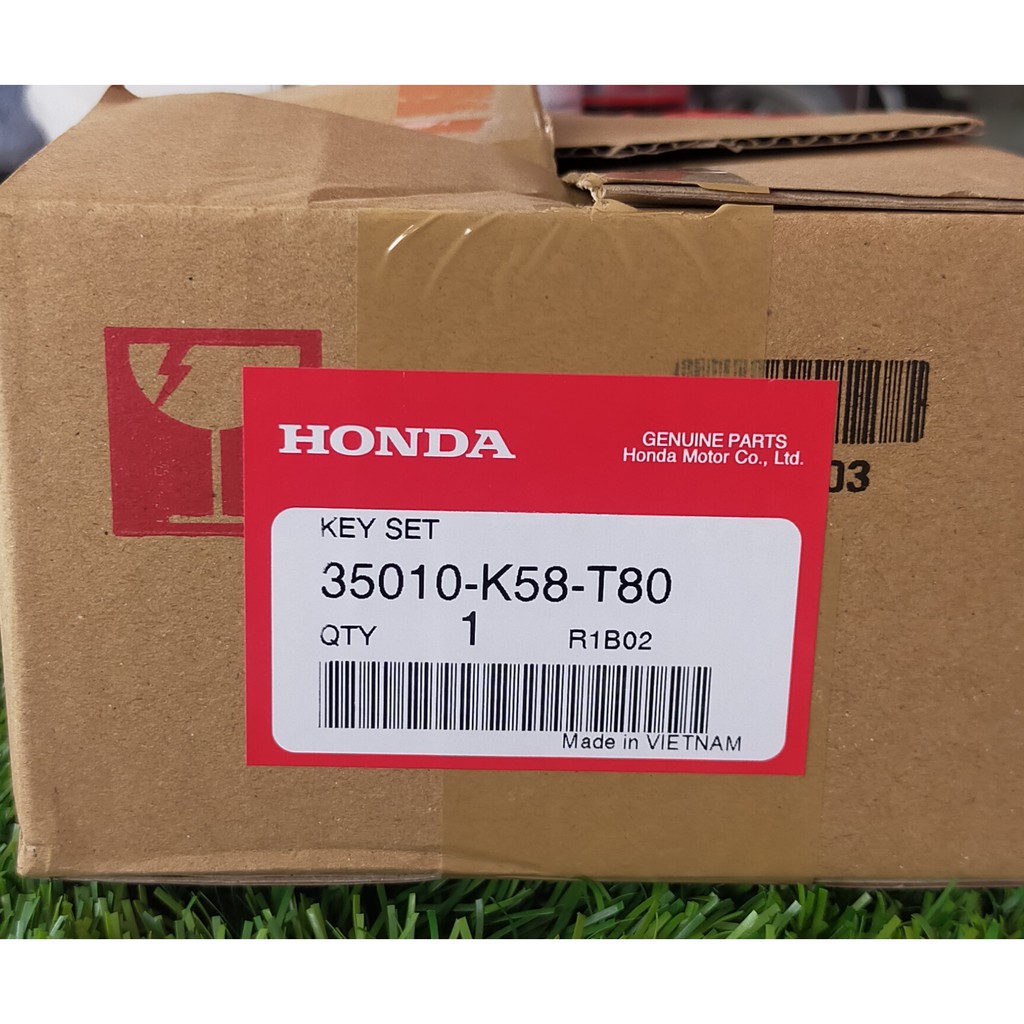 HONDA
GENUINE PARTS
Honda Motor Co., Ltd.
03
KEY SET
35010-K58-T80
QTY 1 R1B02
Made in VIETNAM